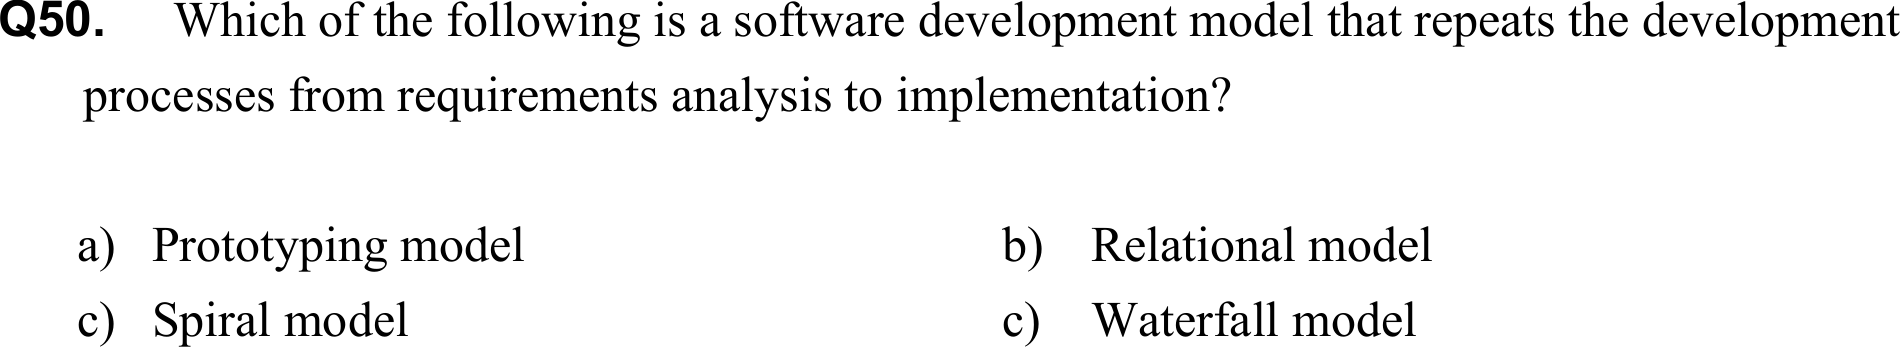 Q50. Which of the following is a software development model that repeats the development
processes from requirements analysis to implementation?
a) Prototyping model b) Relational model
c) Spiral model c) Waterfall model